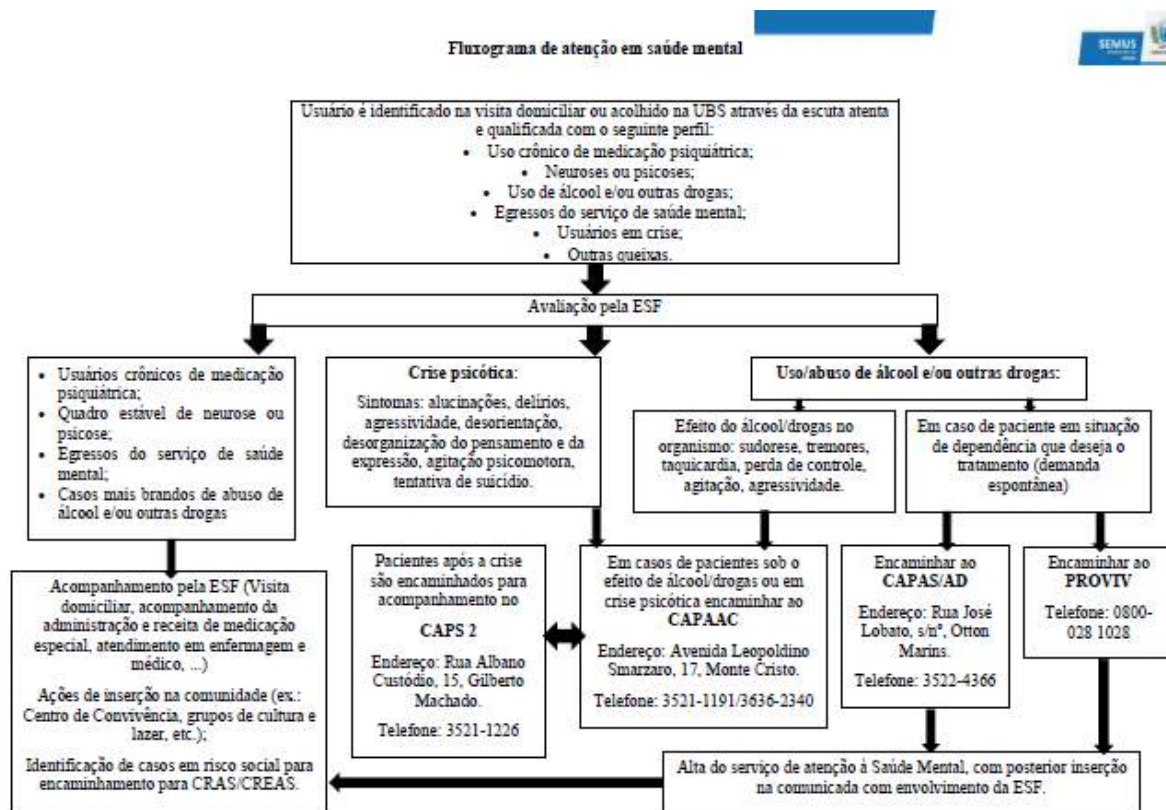 SEMUS
Fluxograma de atenção em saúde mental
Usuário é identificado na visita domiciliar ou acolhido na UBS através da escuta atenta
e qualificada com o seguinte perfil:
• Uso crônico de medicação psiquiátrica;
• Neuroses ou psicoses;
• Uso de álcool e/ou outras drogas;
• Egressos do serviço de saúde mental;
• Usuários em crise;
• Outras queixas.
Avaliação pela ESF
• Usuários crônicos de medicação
psiquiátrica;
• Quadro estável de neurose ou
psicose;
• Egressos do serviço de saúde
mental;
• Casos mais brandos de abuso de
álcool e/ou outras drogas
Crise psicótica:
Sintomas: alucinações, delírios,
agressividade, desorientação,
desorganização do pensamento e da
expressão, agitação psicomotora,
tentativa de suicídio.
Uso/abuso de álcool e/ou outras drogas:
Efeito do álcool/drogas no
organismo: sudorese, tremores,
taquicardia, perda de controle,
agitação, agressividade.
Em caso de paciente em situação
de dependência que deseja o
tratamento (demanda
espontânea)
Acompanhamento pela ESF (Visita
domiciliar, acompanhamento da
administração e receita de medicação
especial, atendimento em enfermagem e
médico, ...)
Ações de inserção na comunidade (ex.:
Centro de Convivência, grupos de cultura e
lazer, etc.);
Identificação de casos em risco social para
encaminhamento para CRAS/CREAS.
Pacientes após a crise
são encaminhados para
acompanhamento no
CAPS 2
Endereço: Rua Albano
Custódio, 15, Gilberto
Machado.
Telefone: 3521-1226
Em casos de pacientes sob o
efeito de álcool/drogas ou em
crise psicótica encaminhar ao
CAPAAC
Endereço: Avenida Leopoldino
Smarzaro, 17, Monte Cristo.
Telefone: 3521-1191/3636-2340
Encaminhar ao
CAPAS/AD
Endereço: Rua José
Lobato, s/nº, Otton
Marins.
Telefone: 3522-4366
Encaminhar ao
PROVIV
Telefone: 0800-
028 1028
Alta do serviço de atenção à Saúde Mental, com posterior inserção
na comunicada com envolvimento da ESF.